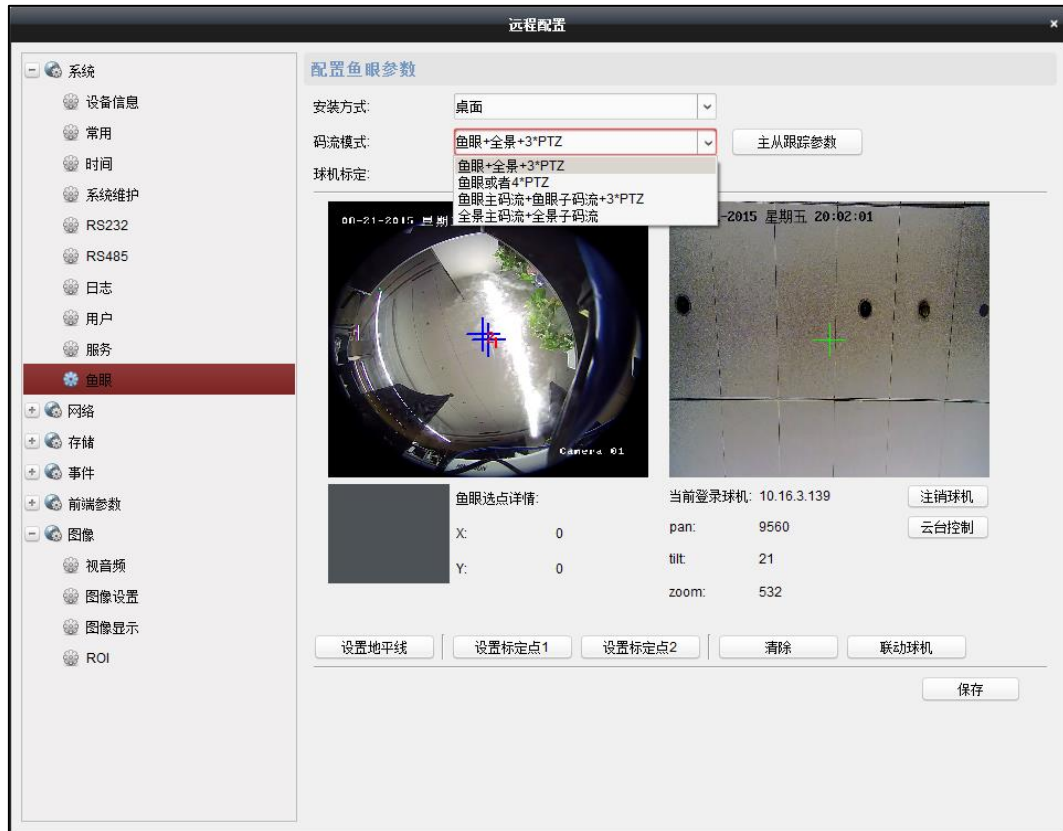 远程配置
系统
设备信息
常用
时间
系统维护
RS232
RS485
日志
用户
服务
鱼眼
网络
存储
事件
前端参数
图像
视音频
图像设置
图像显示
ROI
配置鱼眼参数
安装方式: 桌面
码流模式: 鱼眼+全景+3*PTZ 主从跟踪参数
鱼眼+全景+3*PTZ
鱼眼或者4*PTZ
鱼眼主码流+鱼眼子码流+3*PTZ
全景主码流+全景子码流
球机标定:
08-21-2015 星期
-2015 星期五 20:02:01
Camera 01
鱼眼选点详情:
X: 0
Y: 0
当前登录球机: 10.16.3.139 注销球机
pan: 9560 云台控制
tilt: 21
zoom: 532
设置地平线 设置标定点1 设置标定点2 清除 联动球机
保存